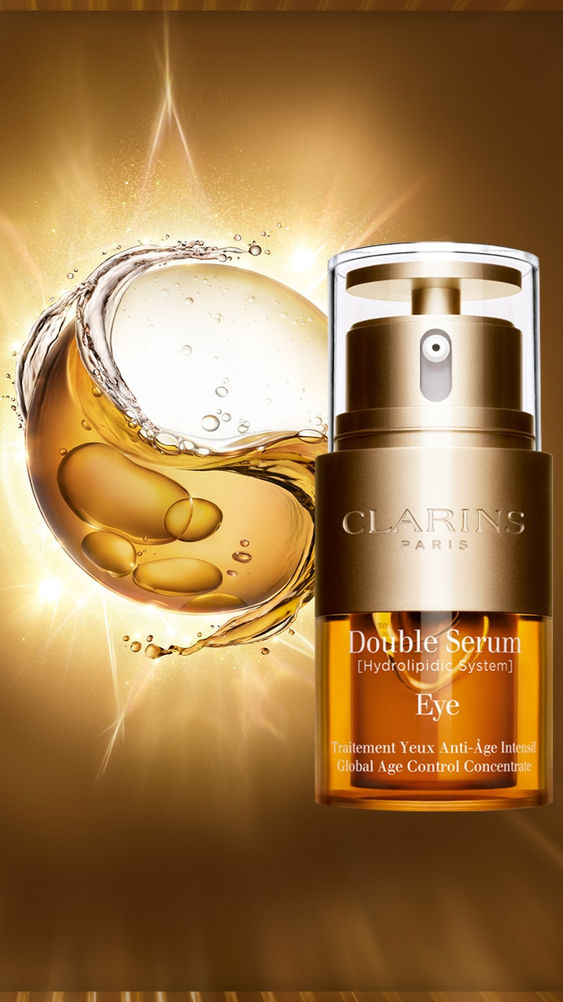 CLARINS
PARIS
Double Serum
[Hydrolipidic System]
Eye
Traitement Yeux Anti-Âge Intensif
Global Age Control Concentrate